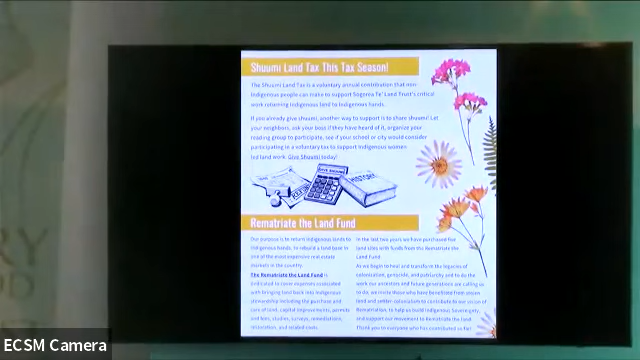 Shuumi Land Tax This Tax Season!
The Shuumi Land Tax is a voluntary annual contribution that non-
Indigenous people can make to support Sogorea Te' Land Trust's critical
work returning Indigenous land to Indigenous hands.
If you already give shuumi, another way to support is to share shuumi! Let
your neighbors, ask your boss if they have heard of it, organize your
reading group to participate, see if your school or city would consider
participating in a voluntary tax to support Indigenous women-
led land work. Give Shuumi today!
GIVE SHUUMI
HISTORY
Rematriate the Land Fund
Our purpose is to return Indigenous lands to
Indigenous hands, to rebuild a land base in
one of the most expensive real estate
markets in the country.
The Rematriate the Land Fund is
dedicated to cover expenses associated
with bringing land back into Indigenous
stewardship including the purchase and
care of land, capital improvements, permits
and fees, studies, surveys, remediations,
restoration, and related costs.
In the last two years we have purchased five
land sites with funds from the Rematriate the
Land Fund.
As we begin to heal and transform the legacies of
colonization, genocide, and patriarchy and to do the
work our ancestors and future generations are calling us
to do, we invite those who have benefited from stolen
land and settler colonialism to contribute to our vision of
Rematriation, to help us build Indigenous Sovereignty,
and support our movement to Rematriate the land.
Thank you to everyone who has contributed so far!
RY
ECSM Camera